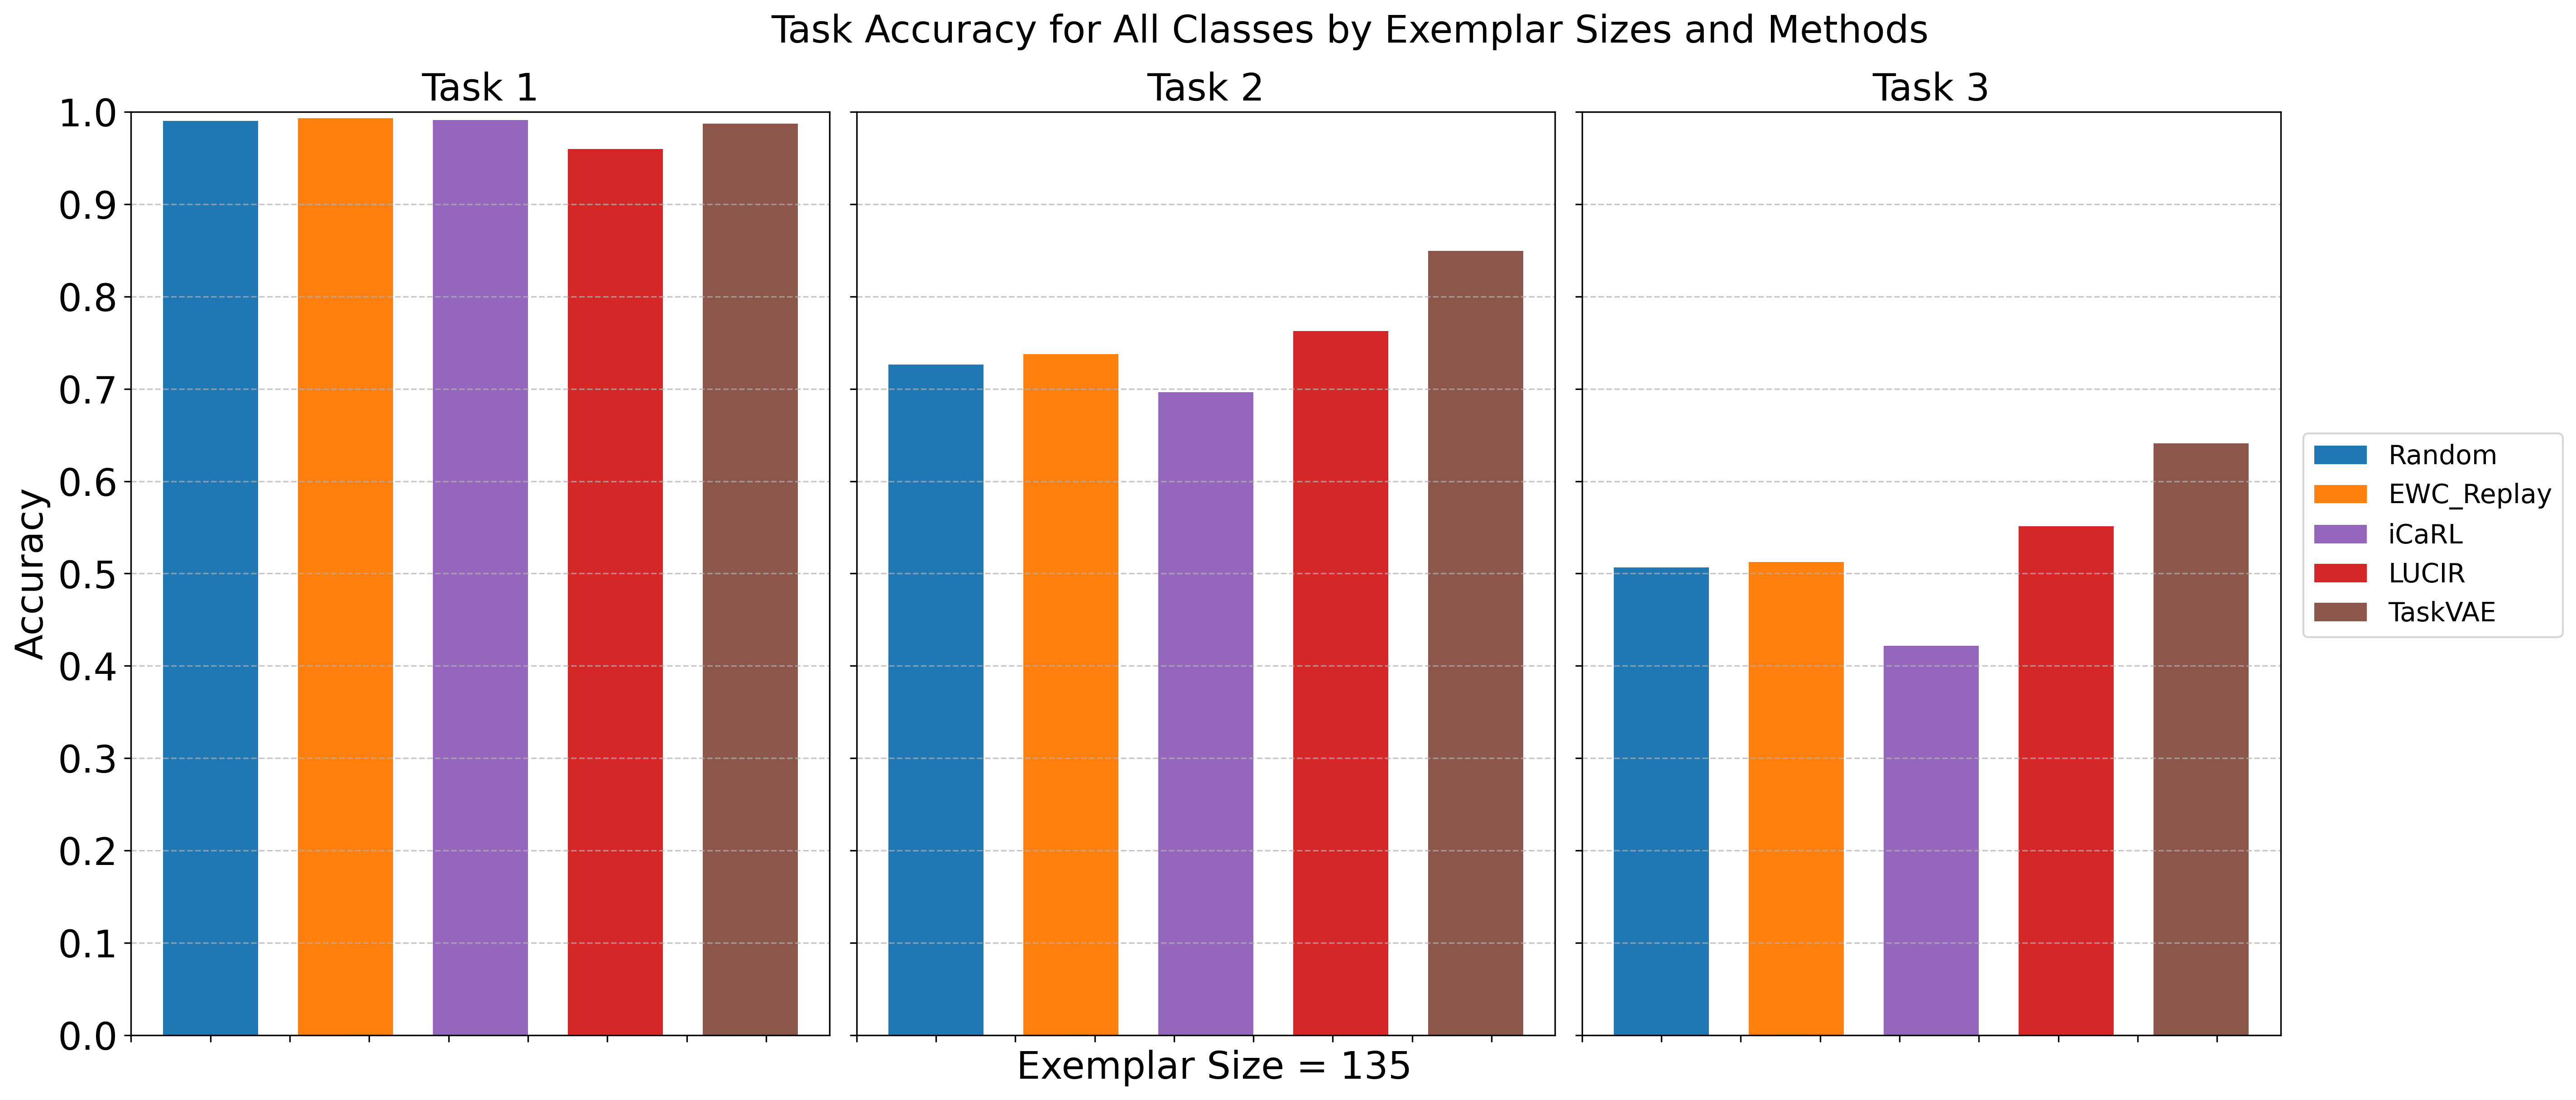 Task Accuracy for All Classes by Exemplar Sizes and Methods
Task 1
Task 2
Task 3
Accuracy
1.0
0.9
0.8
0.7
0.6
0.5
0.4
0.3
0.2
0.1
0.0
Exemplar Size = 135
Random
EWC_Replay
iCaRL
LUCIR
TaskVAE